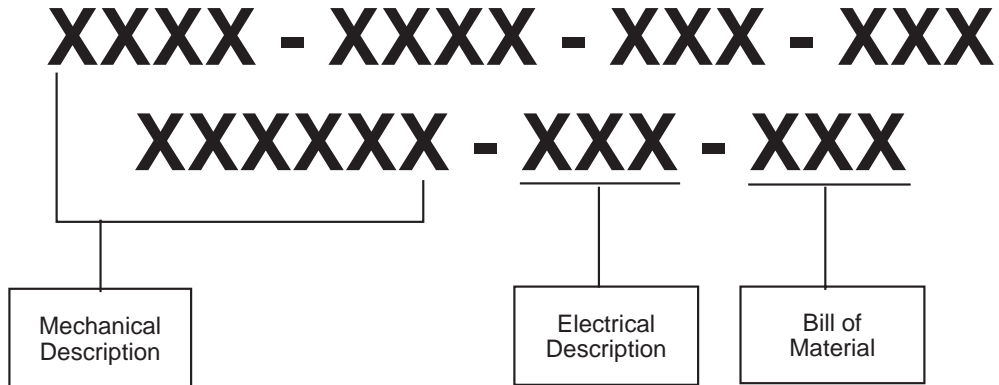 XXXX - XXXX - XXX - XXX
XXXXXX - XXX - XXX
Mechanical
Description
Electrical
Description
Bill of
Material